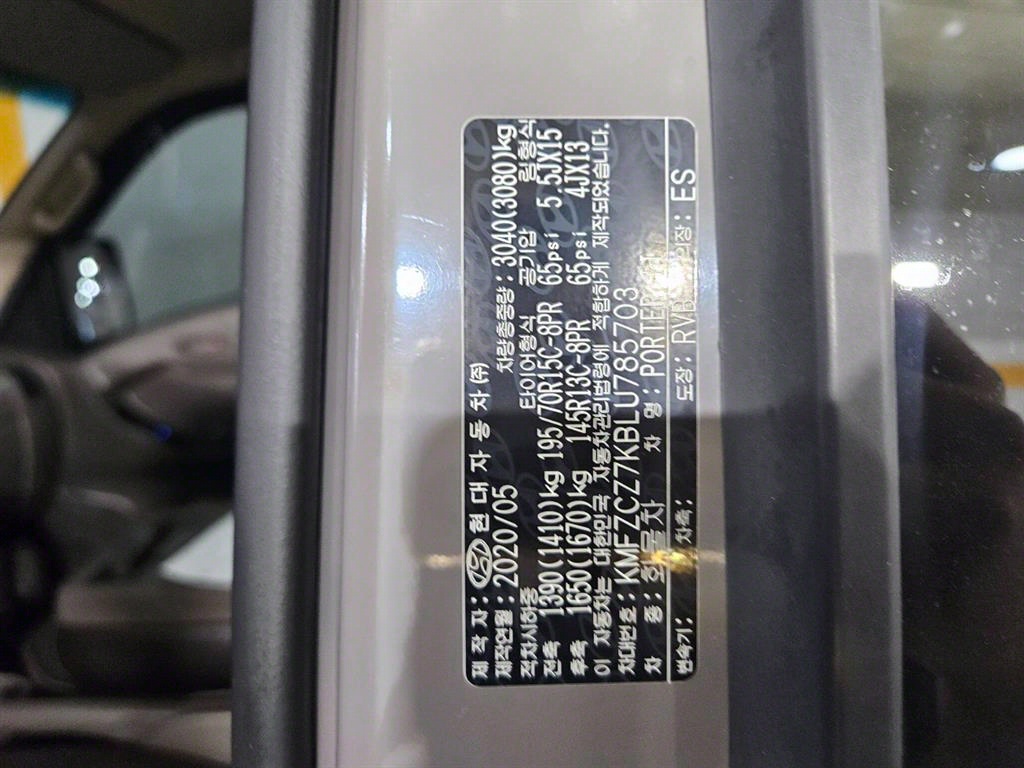 제 작 자: 현대자동차(주)
제작연월: 2020/05 차량총중량: 3040(3080)kg
적차시하중 타이어형식 공기압 림형식
전축 1390(1410)kg 195/70R15C-8PR 65psi 5.5JX15
후축 1650(1670)kg 145R13C-8PR 65psi 4JX13
이 자동차는 대한민국 자동차관리법령에 적합하게 제작되었습니다.
차대번호: KMFZCZ7KBLU785703
차 종: 화물차 차 명: PORTER
변속기: 차축: 도장: 의장: ES